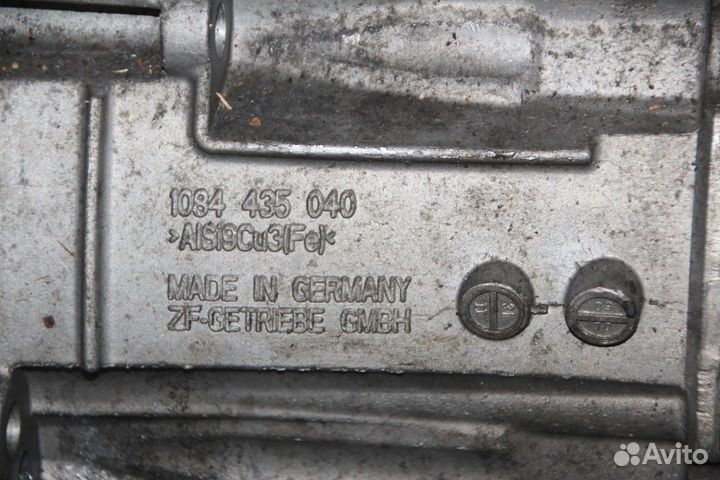 1084 435 040
>AlSi9Cu3(Fe)<
MADE IN GERMANY
ZF-GETRIEBE GMBH
Avito